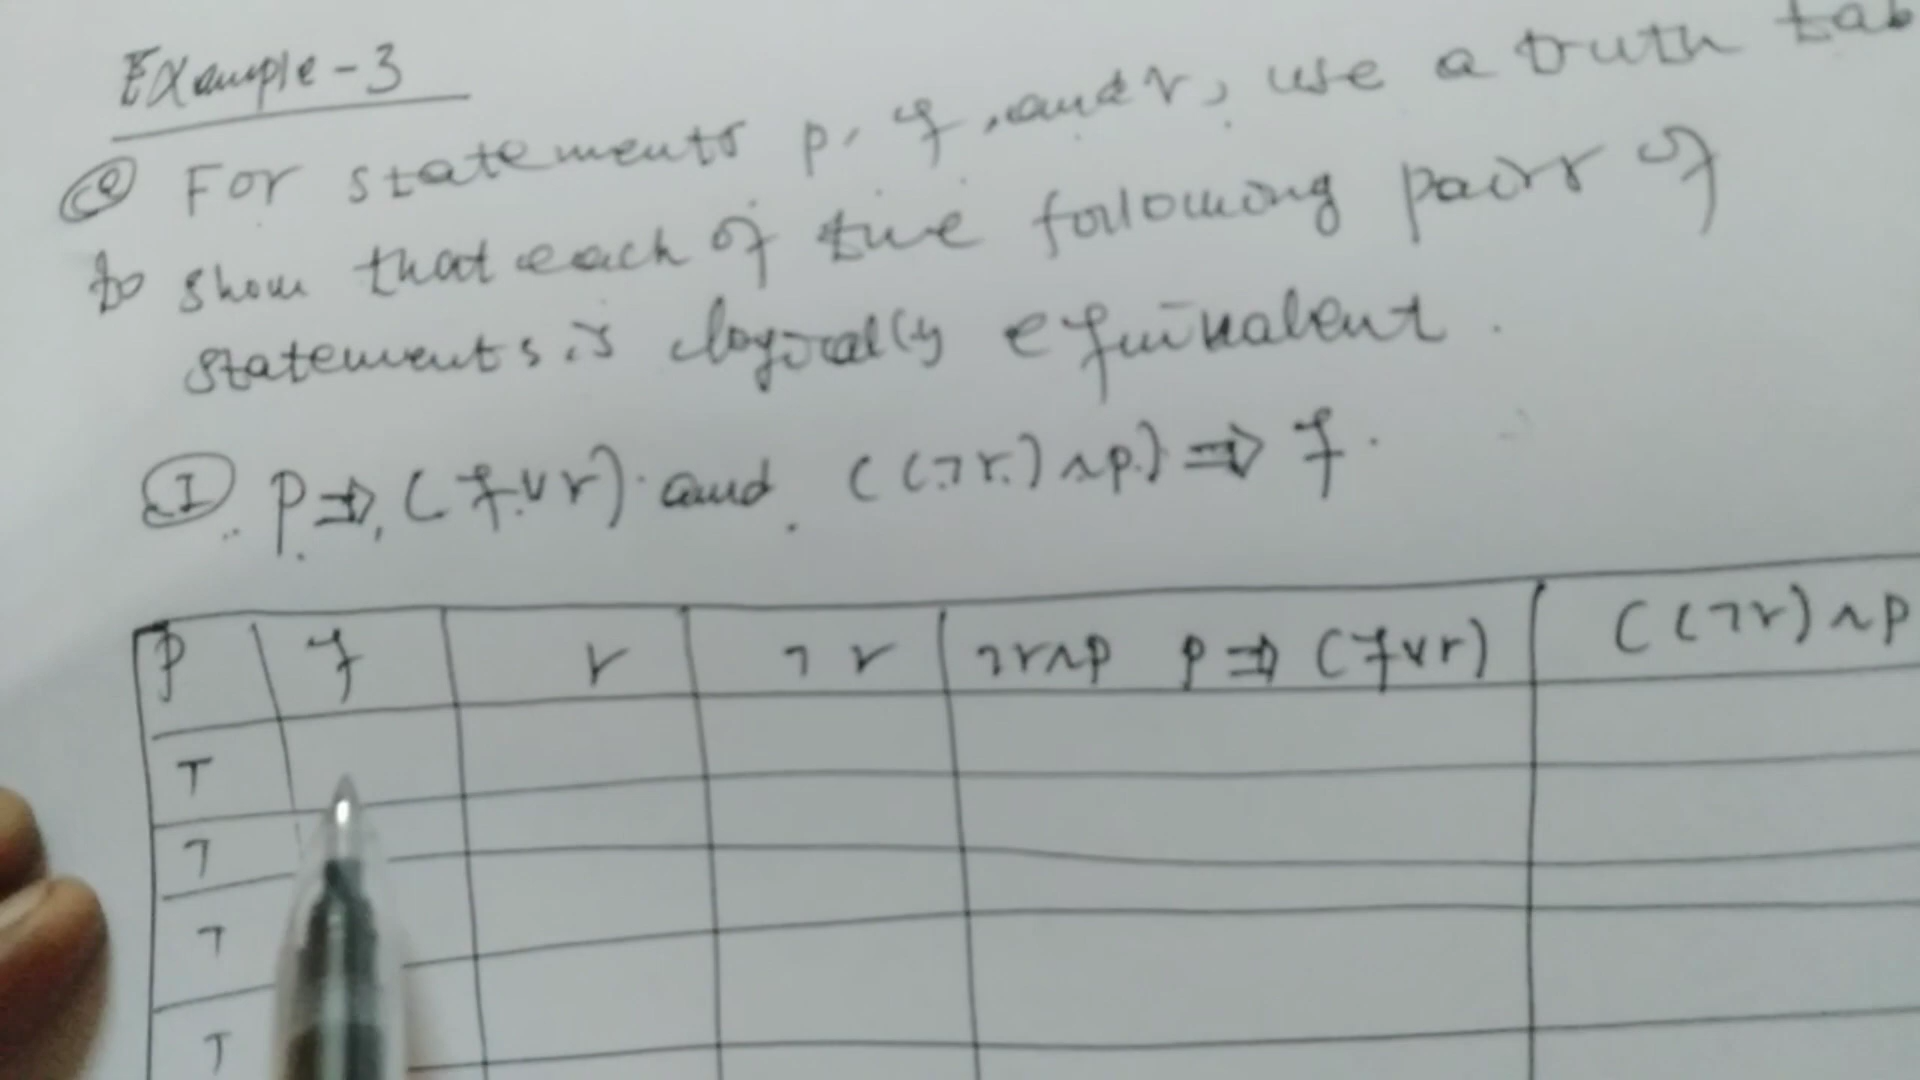 Example-3
For statements p, q, and r, use a truth tab
to show that each of the following pairs of
statements is logically equivalent.
I p ⇒ (q ∨ r) and ((¬r) ∧ p) ⇒ q.
p q r ¬r ¬r∧p p ⇒ (q∨r) ((¬r) ∧ p
T
T
T
T